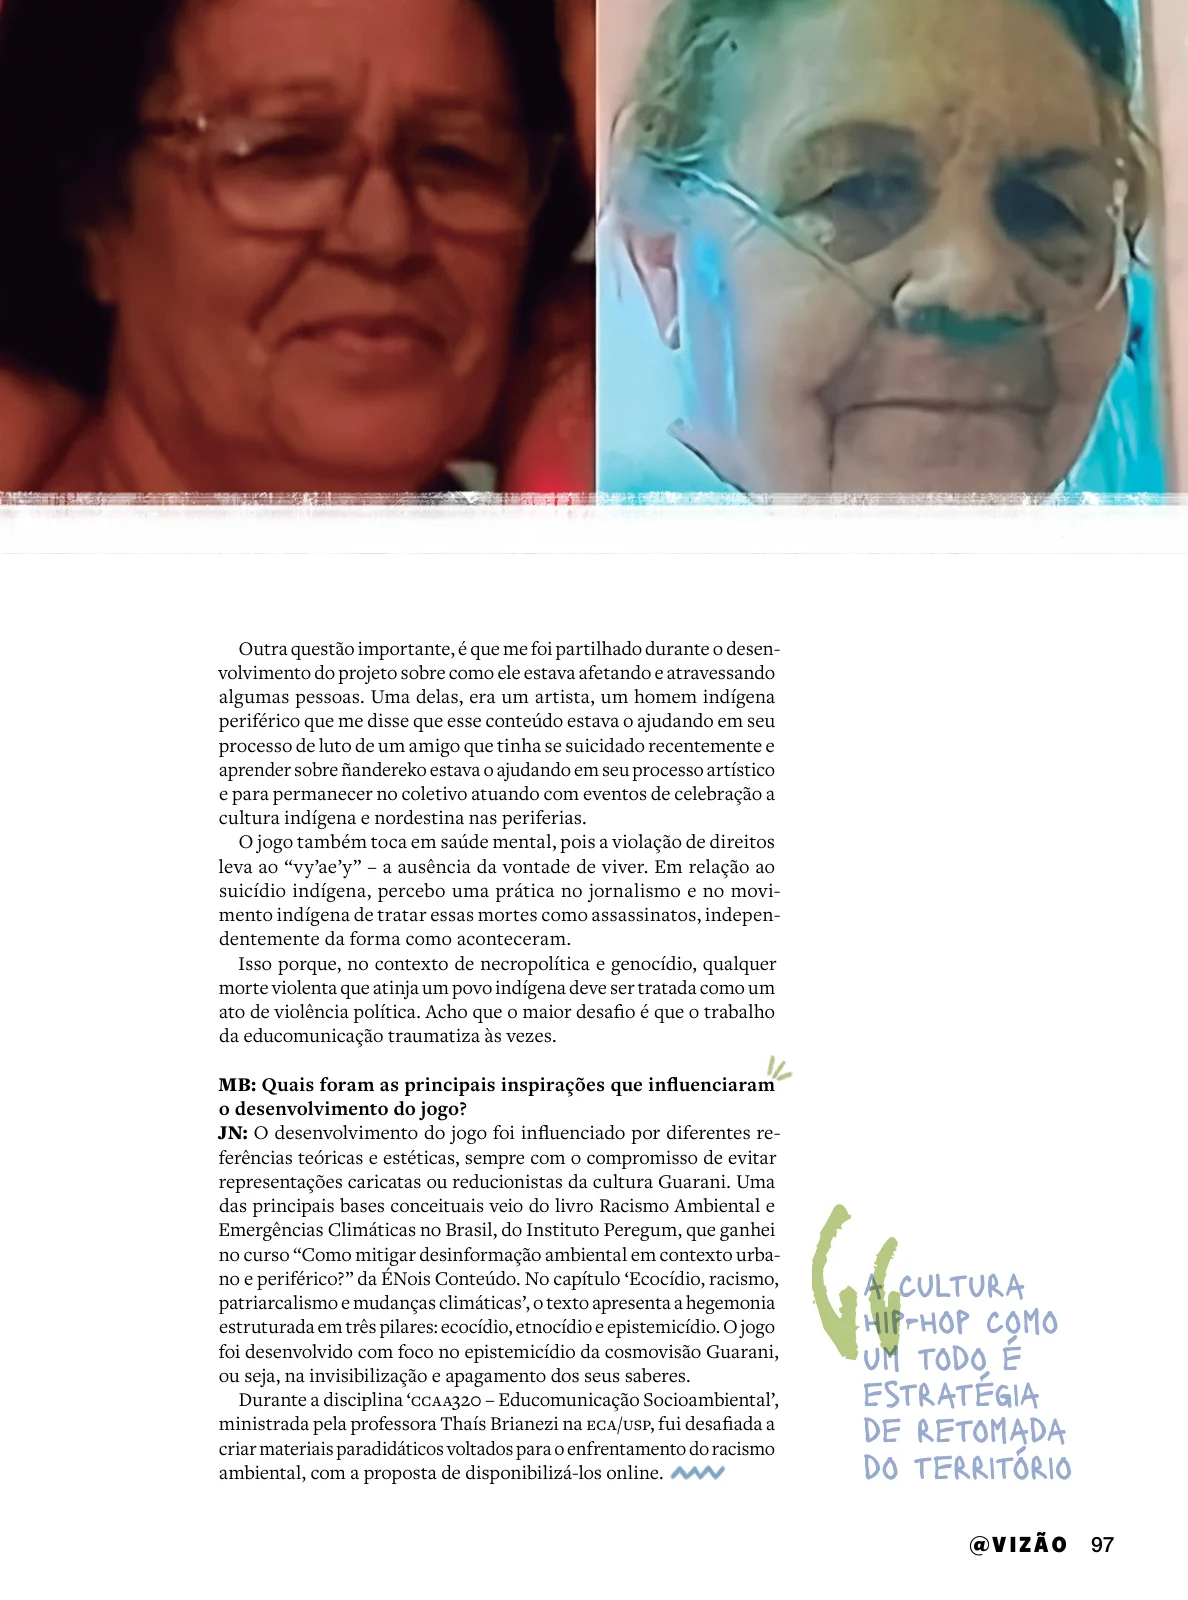 Outra questão importante, é que me foi partilhado durante o desen-
volvimento do projeto sobre como ele estava afetando e atravessando
algumas pessoas. Uma delas, era um artista, um homem indígena
periférico que me disse que esse conteúdo estava o ajudando em seu
processo de luto de um amigo que tinha se suicidado recentemente e
aprender sobre ñandereko estava o ajudando em seu processo artístico
e para permanecer no coletivo atuando com eventos de celebração a
cultura indígena e nordestina nas periferias.
O jogo também toca em saúde mental, pois a violação de direitos
leva ao “vy’ae’y” – a ausência da vontade de viver. Em relação ao
suicídio indígena, percebo uma prática no jornalismo e no movi-
mento indígena de tratar essas mortes como assassinatos, indepen-
dentemente da forma como aconteceram.
Isso porque, no contexto de necropolítica e genocídio, qualquer
morte violenta que atinja um povo indígena deve ser tratada como um
ato de violência política. Acho que o maior desafio é que o trabalho
da educomunicação traumatiza às vezes.
MB: Quais foram as principais inspirações que influenciaram
o desenvolvimento do jogo?
JN: O desenvolvimento do jogo foi influenciado por diferentes re-
ferências teóricas e estéticas, sempre com o compromisso de evitar
representações caricatas ou reducionistas da cultura Guarani. Uma
das principais bases conceituais veio do livro Racismo Ambiental e
Emergências Climáticas no Brasil, do Instituto Peregum, que ganhei
no curso “Como mitigar desinformação ambiental em contexto urba-
no e periférico?” da ÉNois Conteúdo. No capítulo ‘Ecocídio, racismo,
patriarcalismo e mudanças climáticas’, o texto apresenta a hegemonia
estruturada em três pilares: ecocídio, etnocídio e epistemicídio. O jogo
foi desenvolvido com foco no epistemicídio da cosmovisão Guarani,
ou seja, na invisibilização e apagamento dos seus saberes.
Durante a disciplina ‘CCAA320 – Educomunicação Socioambiental’,
ministrada pela professora Thaís Brianezi na ECA/USP, fui desafiada a
criar materiais paradidáticos voltados para o enfrentamento do racismo
ambiental, com a proposta de disponibilizá-los online.
A CULTURA
HIP-HOP COMO
UM TODO É
ESTRATÉGIA
DE RETOMADA
DO TERRITÓRIO
@VIZÃO 97